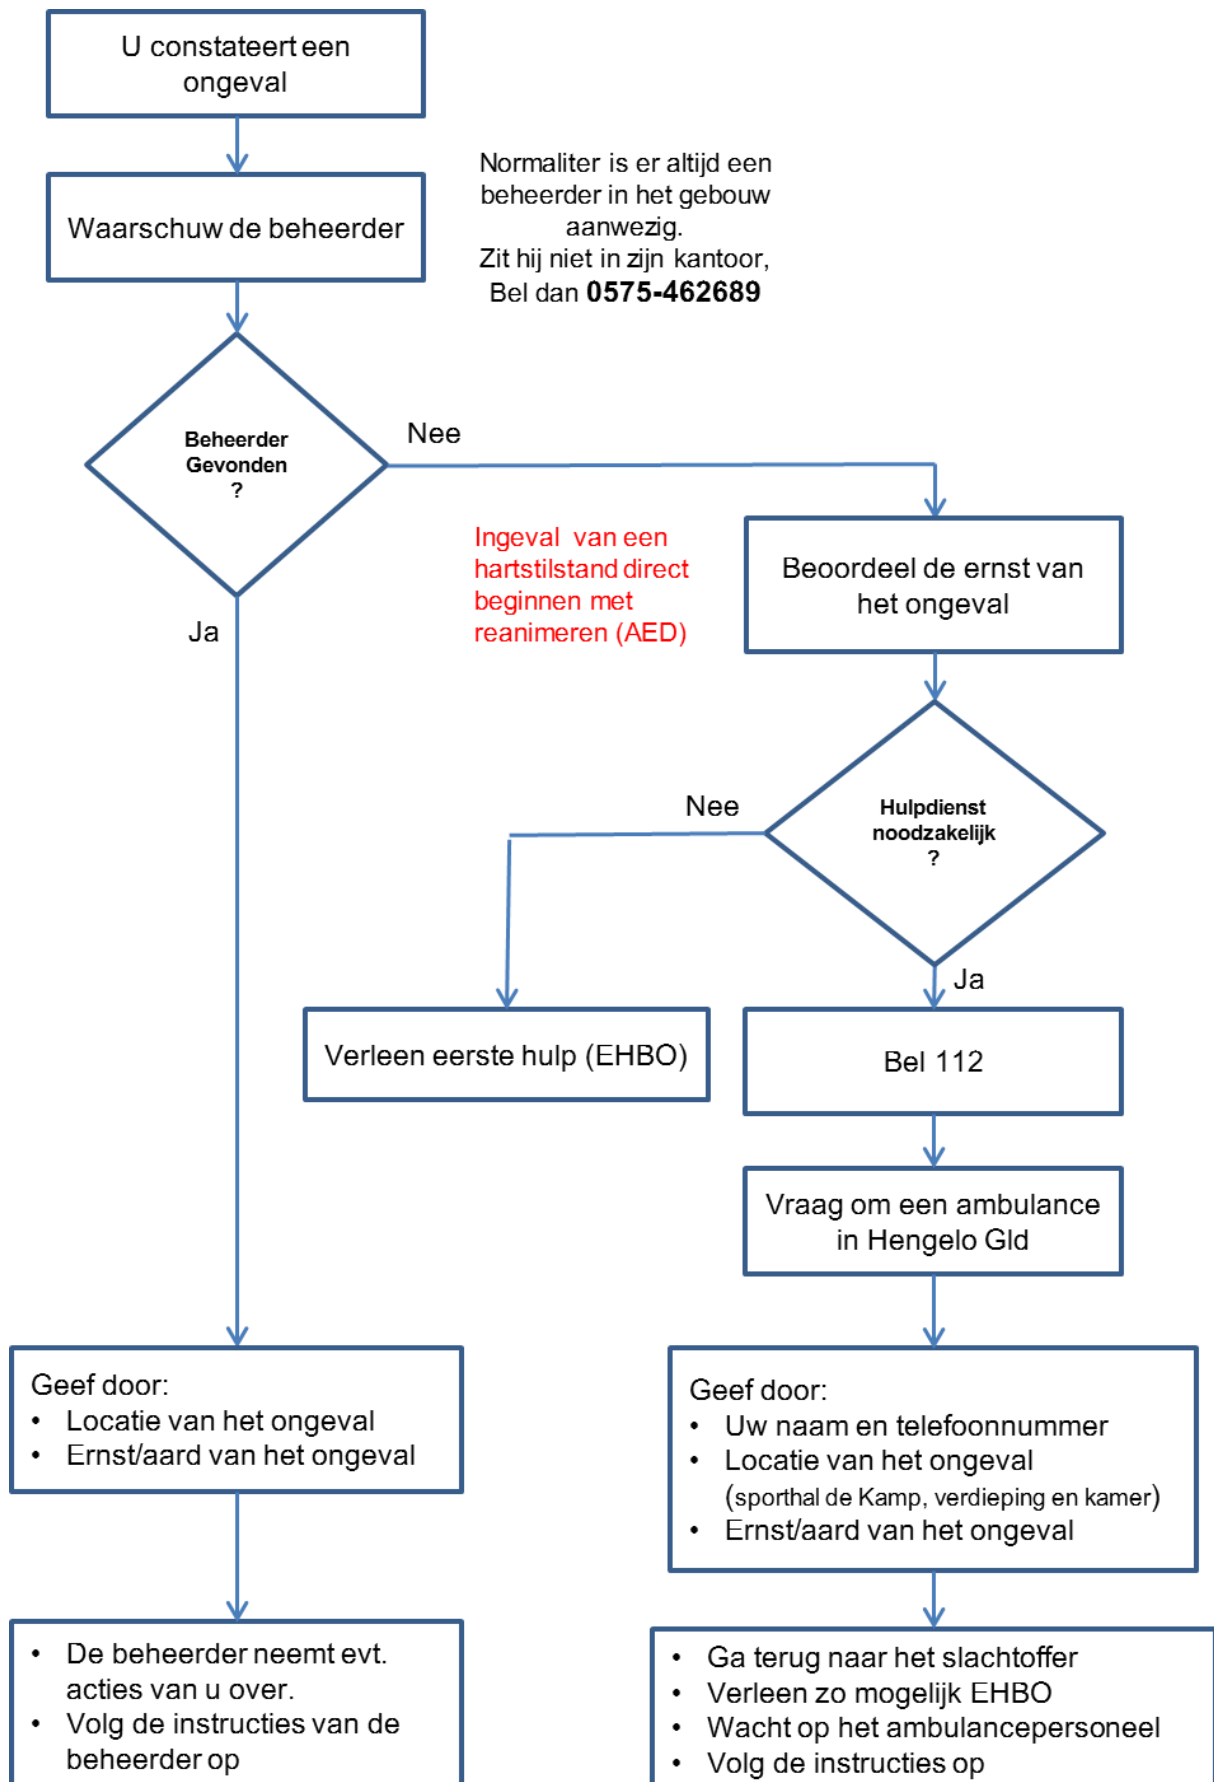 U constateert een
ongeval
Waarschuw de beheerder
Normaliter is er altijd een
beheerder in het gebouw
aanwezig.
Zit hij niet in zijn kantoor,
Bel dan 0575-462689
Beheerder
Gevonden
?
Nee
Ja
Ingeval van een
hartstilstand direct
beginnen met
reanimeren (AED)
Beoordeel de ernst van
het ongeval
Hulpdienst
noodzakelijk
?
Nee
Ja
Verleen eerste hulp (EHBO)
Bel 112
Vraag om een ambulance
in Hengelo Gld
Geef door:
• Locatie van het ongeval
• Ernst/aard van het ongeval
Geef door:
• Uw naam en telefoonnummer
• Locatie van het ongeval
(sporthal de Kamp, verdieping en kamer)
• Ernst/aard van het ongeval
• De beheerder neemt evt.
acties van u over.
• Volg de instructies van de
beheerder op
• Ga terug naar het slachtoffer
• Verleen zo mogelijk EHBO
• Wacht op het ambulancepersoneel
• Volg de instructies op